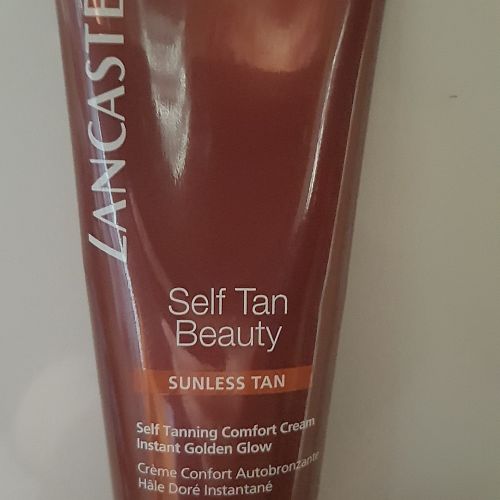 LANCASTE
Self Tan
Beauty
SUNLESS TAN
Self Tanning Comfort Cream
Instant Golden Glow
Crème Confort Autobronzante
Hâle Doré Instantané